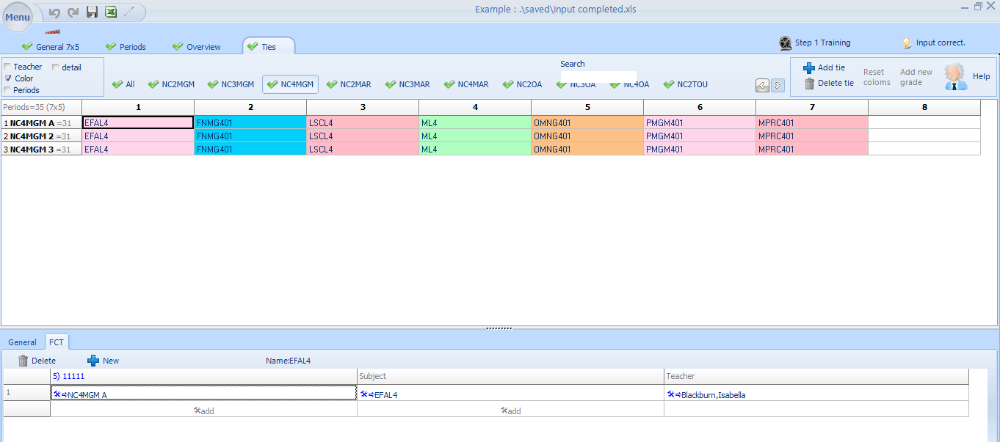 Menu
Example : .\saved\Input completed.xls
General 7x5 Periods Overview Ties Step 1 Training Input correct.
Teacher detail
Color
Periods
All NC2MGM NC3MGM NC4MGM NC2MAR NC3MAR NC4MAR NC2OA NC3OA NC4OA NC2TOU
Search
Add tie
Delete tie
Reset coloms
Add new grade
Help
Periods=35 (7x5) 1 2 3 4 5 6 7 8
1 NC4MGM A =31 EFAL4 FNMG401 LSCL4 ML4 OMNG401 PMGM401 MPRC401
2 NC4MGM 2 =31 EFAL4 FNMG401 LSCL4 ML4 OMNG401 PMGM401 MPRC401
3 NC4MGM 3 =31 EFAL4 FNMG401 LSCL4 ML4 OMNG401 PMGM401 MPRC401
General FCT
Delete New Name:EFAL4
5) 11111 Subject Teacher
1 NC4MGM A EFAL4 Blackburn,Isabella
add add